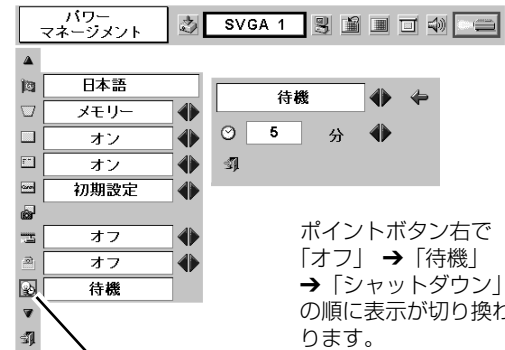 パワー
マネージメント
SVGA 1
日本語
メモリー
オン
オン
初期設定
オフ
オフ
待機
待機
5 分
ポイントボタン右で
「オフ」 ➔「待機」
➔「シャットダウン」
の順に表示が切り換わ
ります。